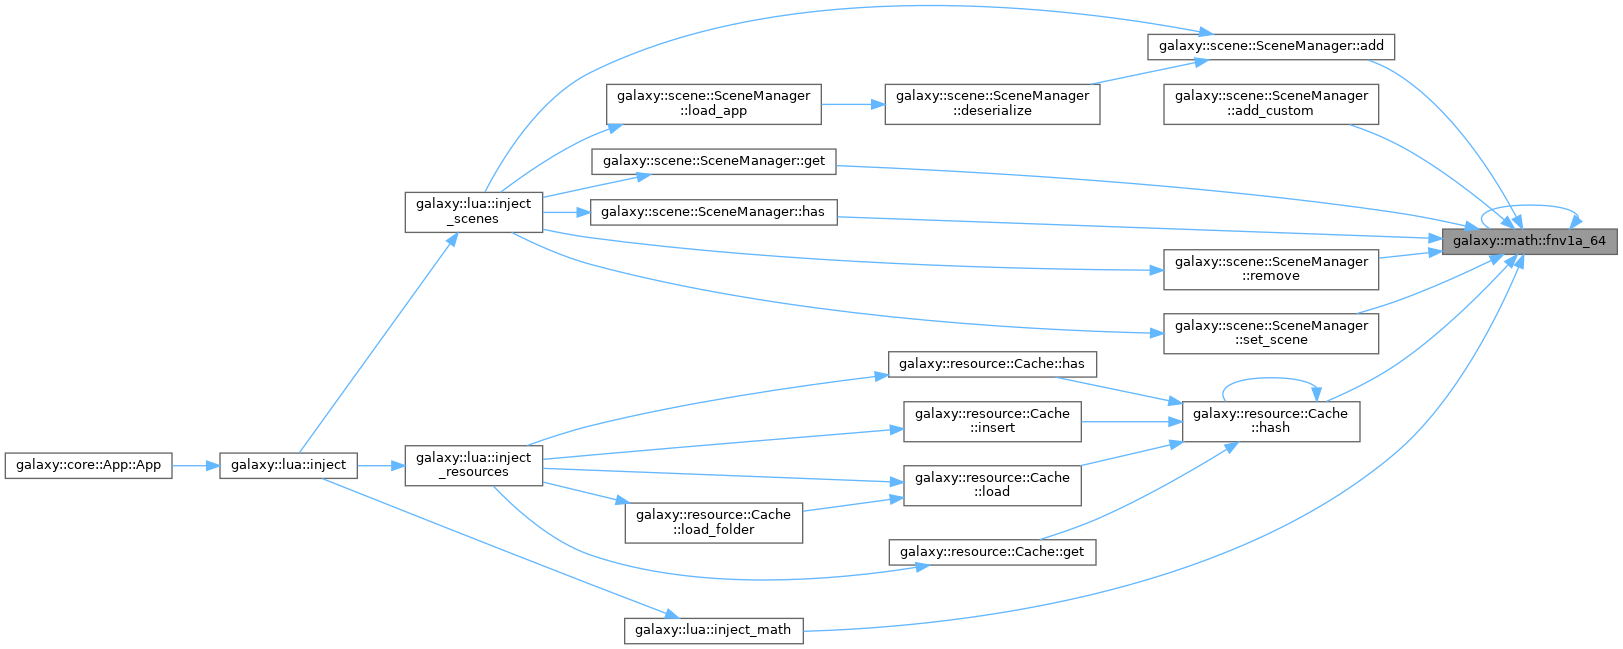 galaxy::scene::SceneManager::add
galaxy::scene::SceneManager
::load_app
galaxy::scene::SceneManager
::deserialize
galaxy::scene::SceneManager
::add_custom
galaxy::scene::SceneManager::get
galaxy::lua::inject
_scenes
galaxy::scene::SceneManager::has
galaxy::math::fnv1a_64
galaxy::scene::SceneManager
::remove
galaxy::scene::SceneManager
::set_scene
galaxy::resource::Cache::has
galaxy::resource::Cache
::insert
galaxy::resource::Cache
::hash
galaxy::core::App::App
galaxy::lua::inject
galaxy::lua::inject
_resources
galaxy::resource::Cache
::load
galaxy::resource::Cache
::load_folder
galaxy::resource::Cache::get
galaxy::lua::inject_math